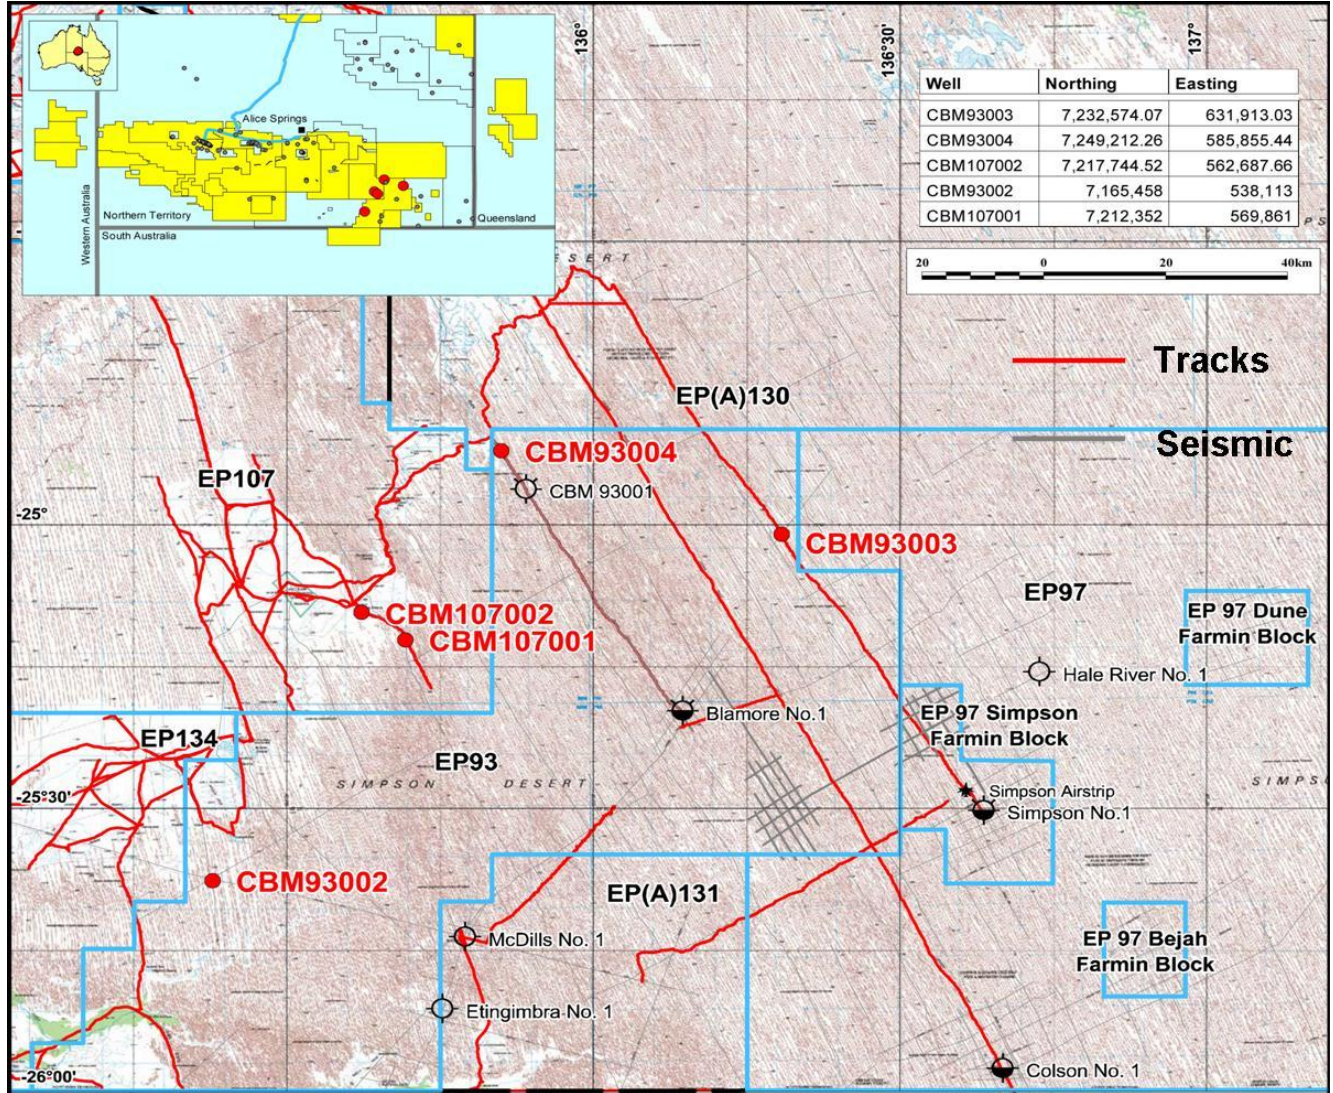 Alice Springs
Western Australia
Northern Territory
South Australia
Queensland
136°
136°30'
137°
Well Northing Easting
CBM93003 7,232,574.07 631,913.03
CBM93004 7,249,212.26 585,855.44
CBM107002 7,217,744.52 562,687.66
CBM93002 7,165,458 538,113
CBM107001 7,212,352 569,861
20 0 20 40km
ESERT
Tracks
Seismic
EP(A)130
CBM93004
CBM 93001
EP107
-25°
CBM93003
CBM107002
CBM107001
EP97
EP 97 Dune
Farmin Block
Hale River No. 1
Blamore No.1
EP 97 Simpson
Farmin Block
EP134
EP93
SIMPSON DESERT
SIMPS
-25°30'
Simpson Airstrip
Simpson No.1
CBM93002
EP(A)131
McDills No. 1
EP 97 Bejah
Farmin Block
Etingimbra No. 1
-26°00'
Colson No. 1